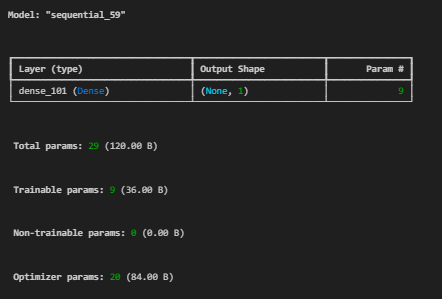 Model: "sequential_59"
Layer (type) Output Shape Param #
dense_101 (Dense) (None, 1) 9
Total params: 29 (120.00 B)
Trainable params: 9 (36.00 B)
Non-trainable params: 0 (0.00 B)
Optimizer params: 20 (84.00 B)